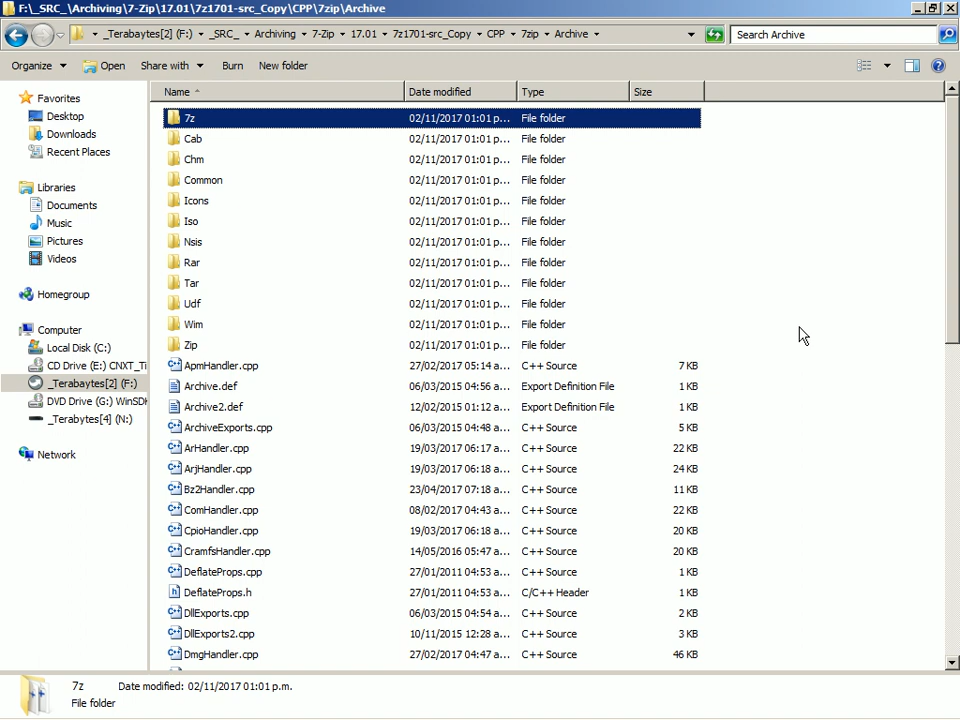 F:\_SRC_\Archiving\7-Zip\17.01\7z1701-src_Copy\CPP\7zip\Archive
_Terabaytes[2] (F:) _SRC_ Archiving 7-Zip 17.01 7z1701-src_Copy CPP 7zip Archive Search Archive
Organize Open Share with Burn New folder
Name Date modified Type Size
Favorites
Desktop
Downloads
Recent Places
Libraries
Documents
Music
Pictures
Videos
Homegroup
Computer
Local Disk (C:)
CD Drive (E:) CNXT_Ti
_Terabaytes[2] (F:)
DVD Drive (G:) WinSDK
_Terabytes[4] (N:)
Network
7z 02/11/2017 01:01 p... File folder
Cab 02/11/2017 01:01 p... File folder
Chm 02/11/2017 01:01 p... File folder
Common 02/11/2017 01:01 p... File folder
Icons 02/11/2017 01:01 p... File folder
Iso 02/11/2017 01:01 p... File folder
Nsis 02/11/2017 01:01 p... File folder
Rar 02/11/2017 01:01 p... File folder
Tar 02/11/2017 01:01 p... File folder
Udf 02/11/2017 01:01 p... File folder
Wim 02/11/2017 01:01 p... File folder
Zip 02/11/2017 01:01 p... File folder
ApmHandler.cpp 27/02/2017 05:14 a... C++ Source 7 KB
Archive.def 06/03/2015 04:56 a... Export Definition File 1 KB
Archive2.def 12/02/2015 01:12 a... Export Definition File 1 KB
ArchiveExports.cpp 06/03/2015 04:48 a... C++ Source 5 KB
ArHandler.cpp 19/03/2017 06:17 a... C++ Source 22 KB
ArjHandler.cpp 19/03/2017 06:18 a... C++ Source 24 KB
Bz2Handler.cpp 23/04/2017 07:18 a... C++ Source 11 KB
ComHandler.cpp 08/02/2017 04:43 a... C++ Source 22 KB
CpioHandler.cpp 19/03/2017 06:18 a... C++ Source 20 KB
CramfsHandler.cpp 14/05/2016 05:47 a... C++ Source 20 KB
DeflateProps.cpp 27/01/2011 04:53 a... C++ Source 1 KB
DeflateProps.h 27/01/2011 04:53 a... C/C++ Header 1 KB
DllExports.cpp 06/03/2015 04:54 a... C++ Source 2 KB
DllExports2.cpp 10/11/2015 12:28 a... C++ Source 3 KB
DmgHandler.cpp 27/02/2017 04:47 a... C++ Source 46 KB
7z Date modified: 02/11/2017 01:01 p.m.
File folder